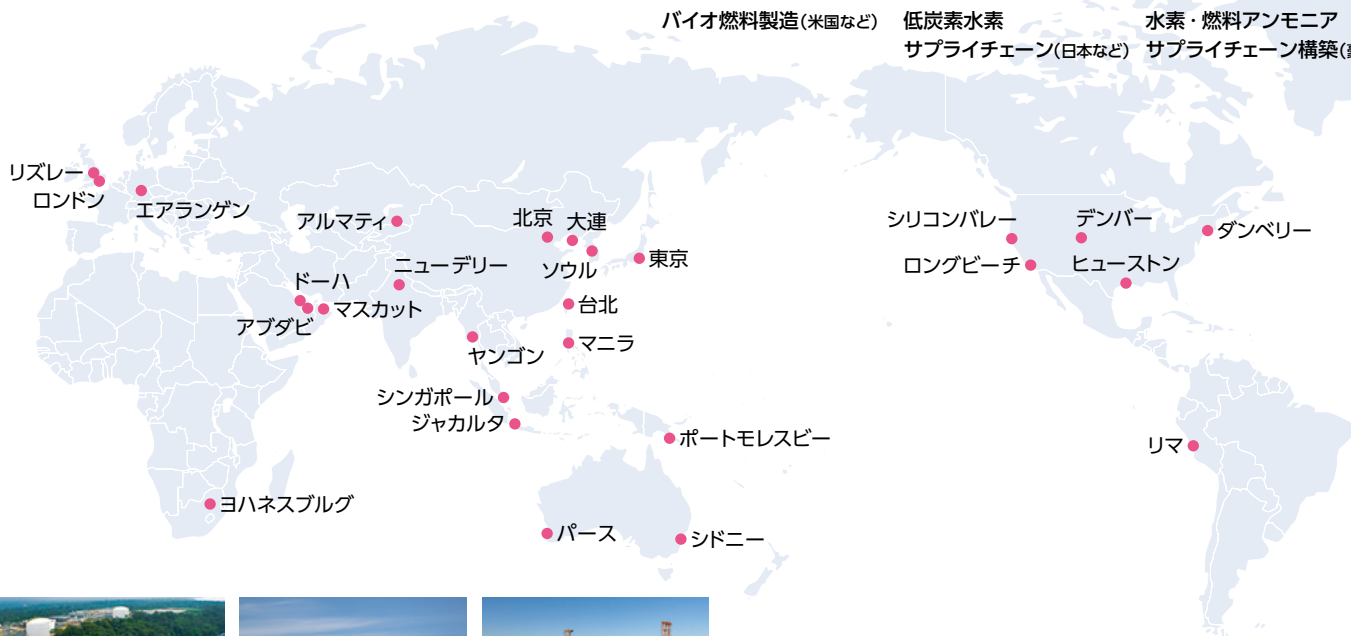 バイオ燃料製造(米国など)
低炭素水素
サプライチェーン(日本など)
水素・燃料アンモニア
サプライチェーン構築(
リズレー
ロンドン
エアランゲン
アルマティ
北京
大連
ソウル
東京
ニューデリー
ドーハ
アブダビ
マスカット
台北
ヤンゴン
マニラ
シンガポール
ジャカルタ
ポートモレスビー
ヨハネスブルグ
パース
シドニー
シリコンバレー
デンバー
ダンベリー
ロングビーチ
ヒューストン
リマ